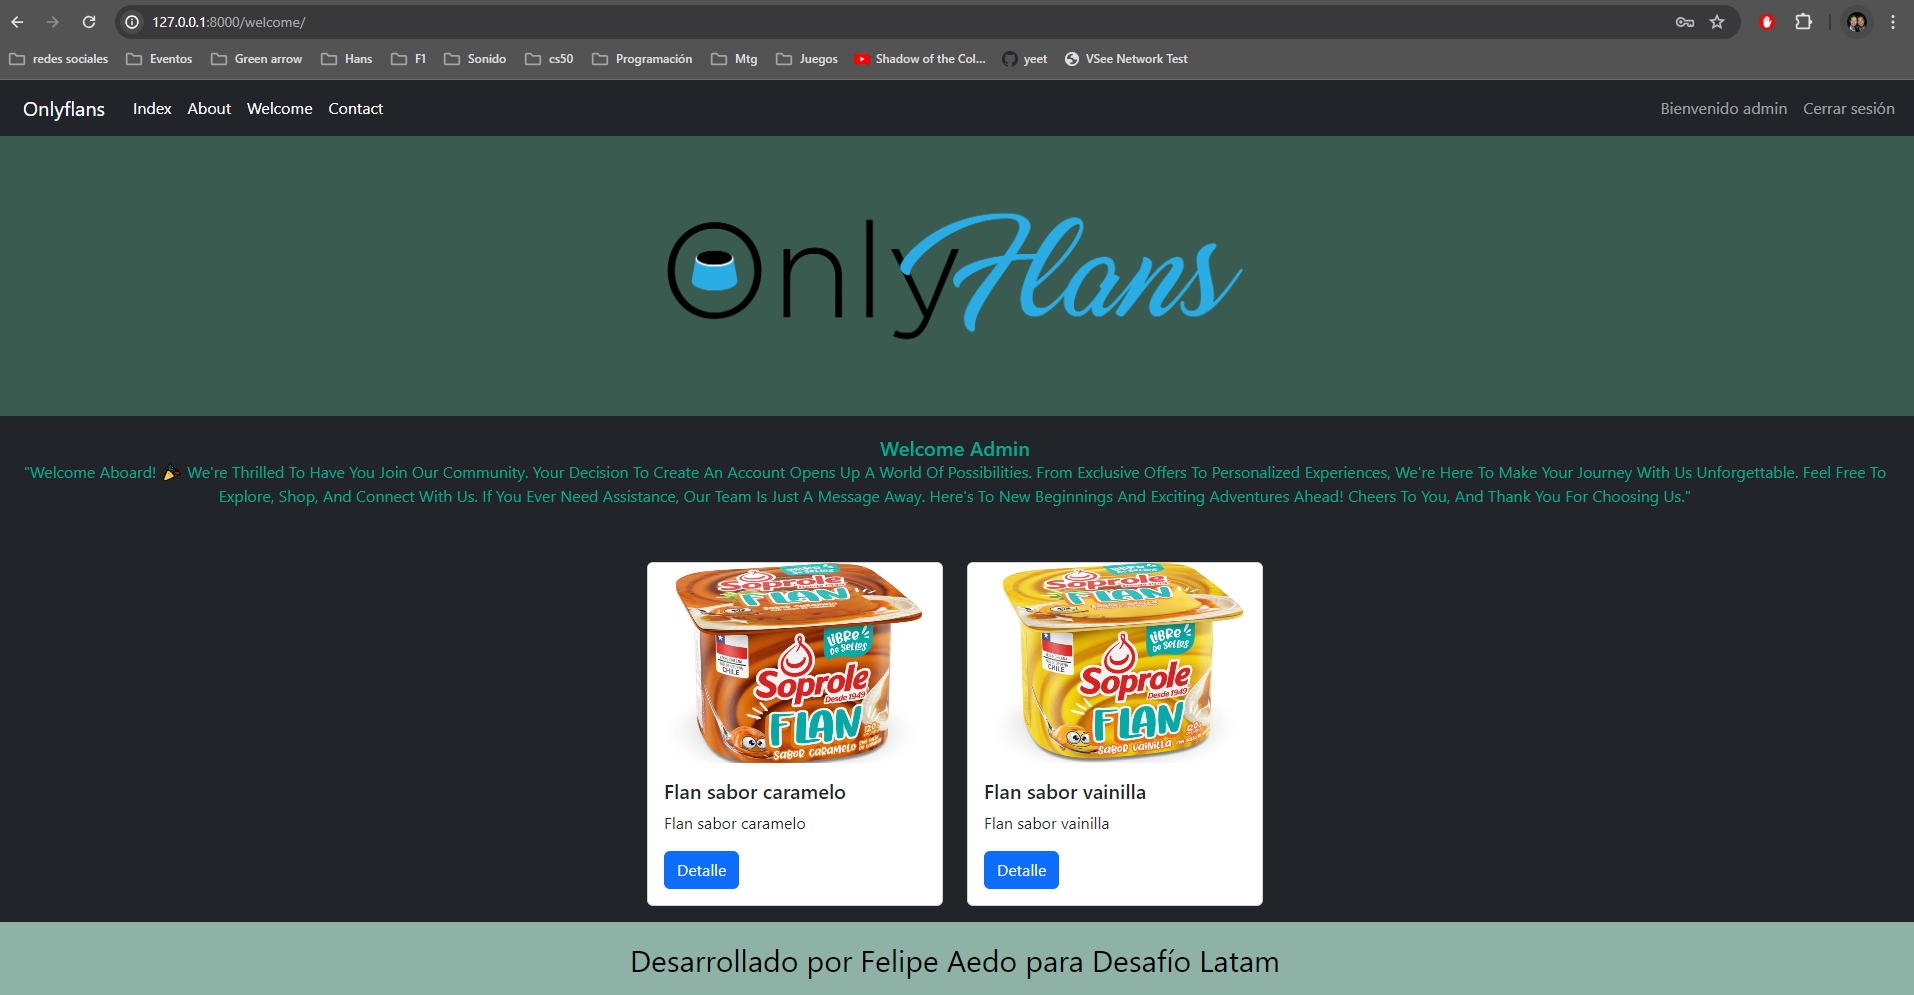 127.0.0.1:8000/welcome/
redes sociales Eventos Green arrow Hans F1 Sonido cs50 Programación Mtg Juegos Shadow of the Col... yeet VSee Network Test
Onlyflans Index About Welcome Contact Bienvenido admin Cerrar sesión
OnlyFlans
Welcome Admin
"Welcome Aboard! 🎉 We're Thrilled To Have You Join Our Community. Your Decision To Create An Account Opens Up A World Of Possibilities. From Exclusive Offers To Personalized Experiences, We're Here To Make Your Journey With Us Unforgettable. Feel Free To
Explore, Shop, And Connect With Us. If You Ever Need Assistance, Our Team Is Just A Message Away. Here's To New Beginnings And Exciting Adventures Ahead! Cheers To You, And Thank You For Choosing Us."
Soprole
FLAN
LIBRE
DE SELLOS
CHILE
Soprole
Desde 1949
FLAN
SABOR CARAMELO
Soprole
FLAN
LIBRE
DE SELLOS
CHILE
Soprole
Desde 1949
FLAN
SABOR VAINILLA
Flan sabor caramelo
Flan sabor caramelo
Detalle
Flan sabor vainilla
Flan sabor vainilla
Detalle
Desarrollado por Felipe Aedo para Desafío Latam